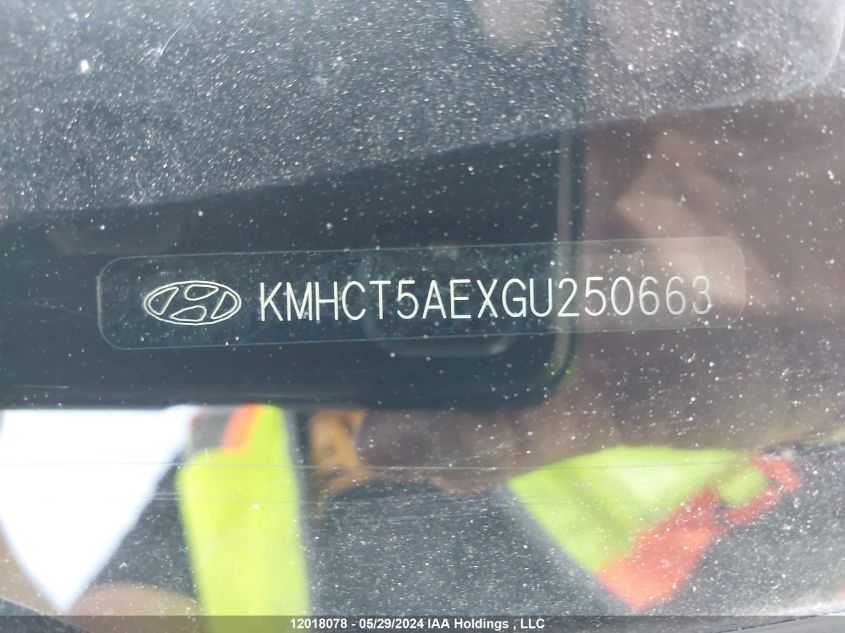 KMHCT5AEXGU250663
12018078 - 05/29/2024 IAA Holdings , LLC